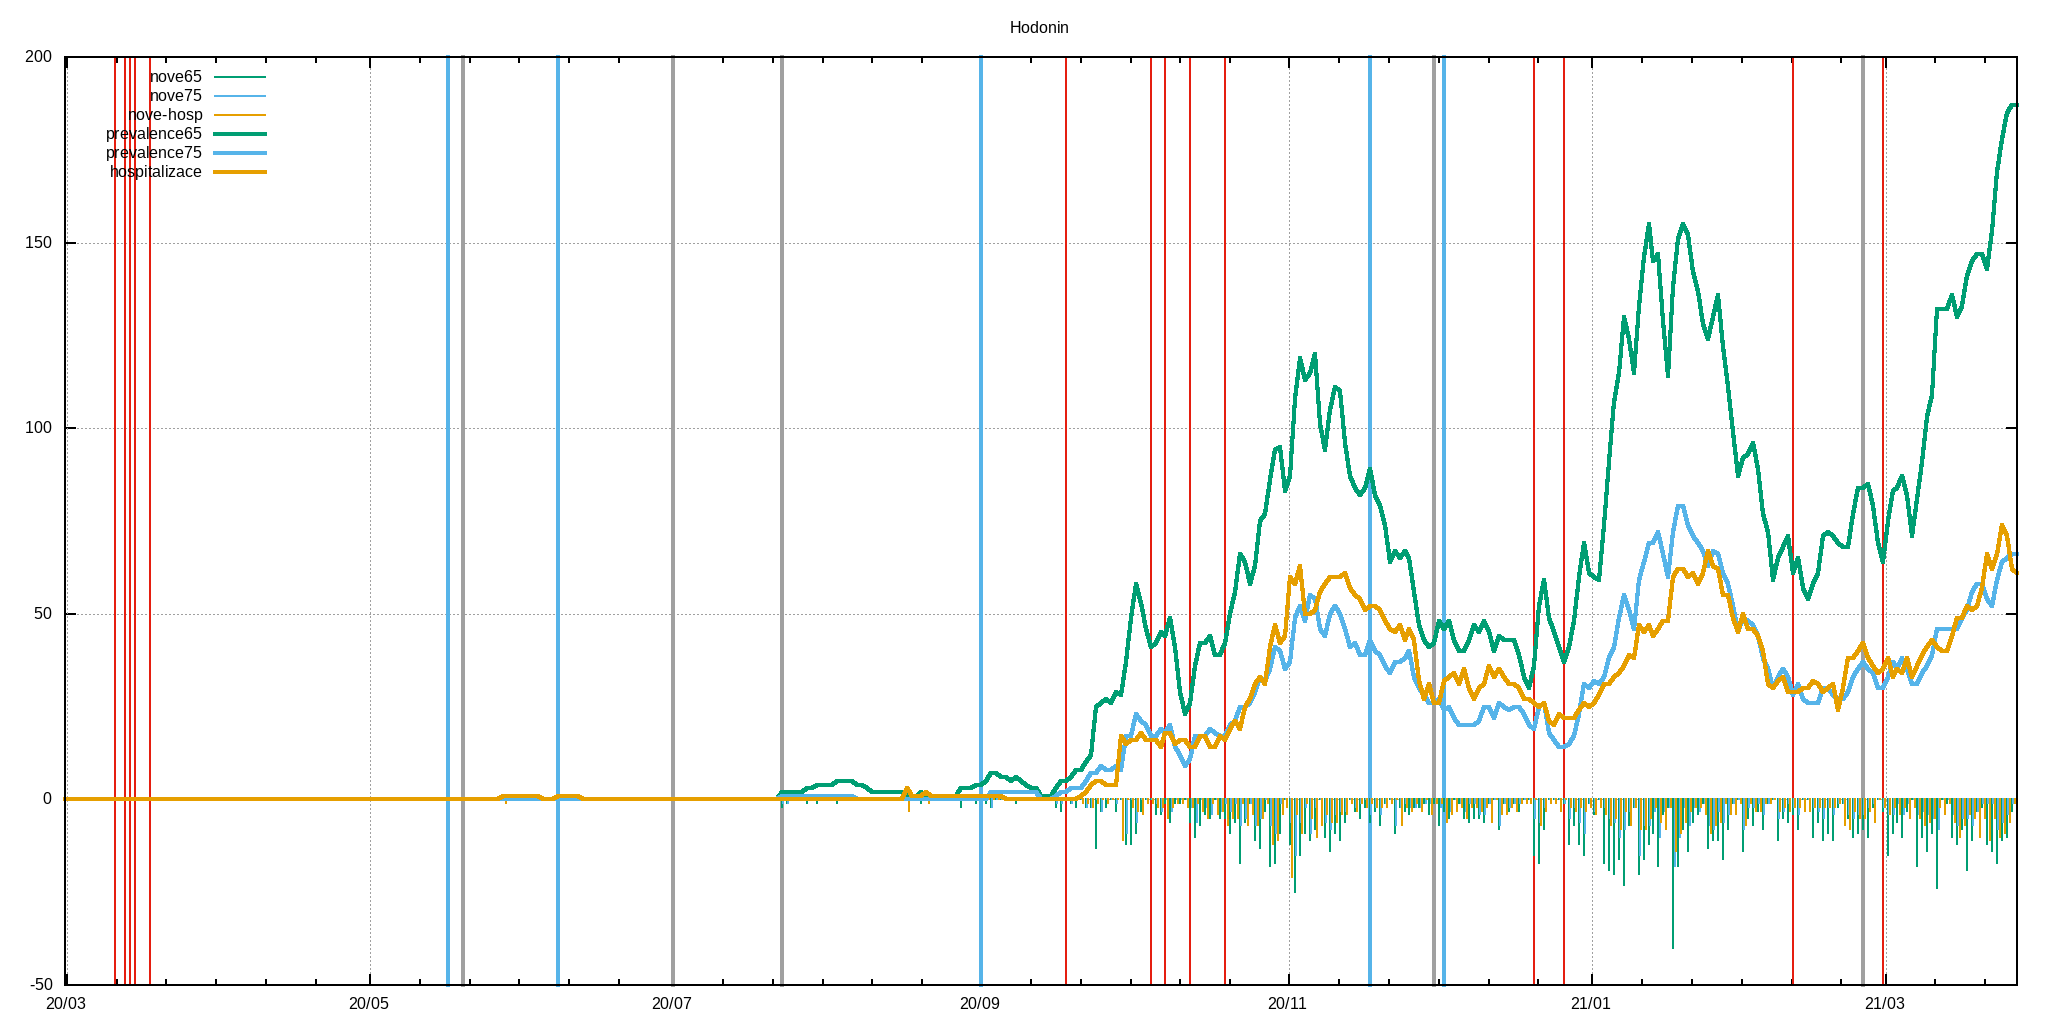 Hodonin
200
nove65
nove75
nove-hosp
prevalence65
prevalence75
hospitalizace
150
100
50
0
-50
20/03 20/05 20/07 20/09 20/11 21/01 21/03